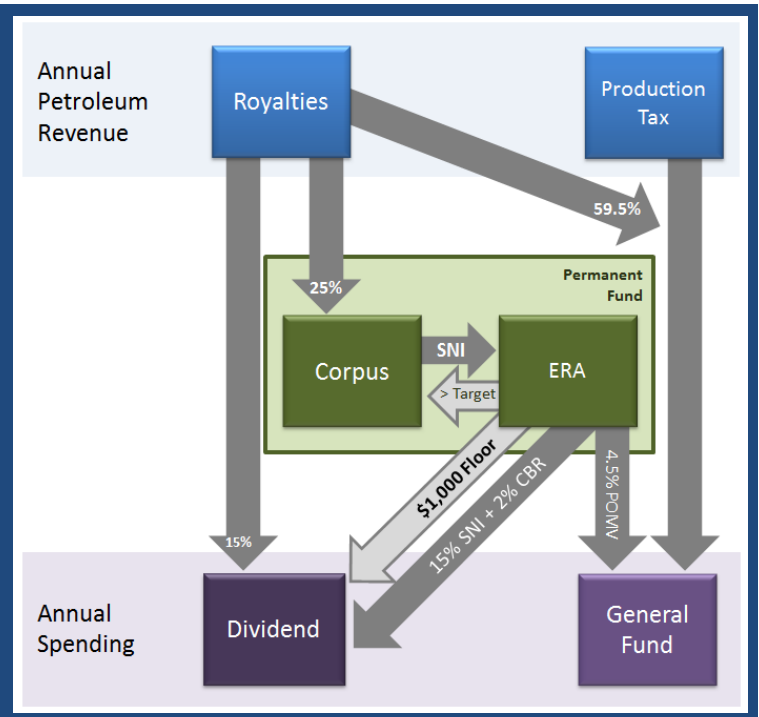 Annual
Petroleum
Revenue
Royalties
Production
Tax
59.5%
Permanent
Fund
25%
Corpus
SNI
ERA
> Target
$1,000 Floor
15% SNI + 2% CBR
4.5% POMV
15%
Annual
Spending
Dividend
General
Fund